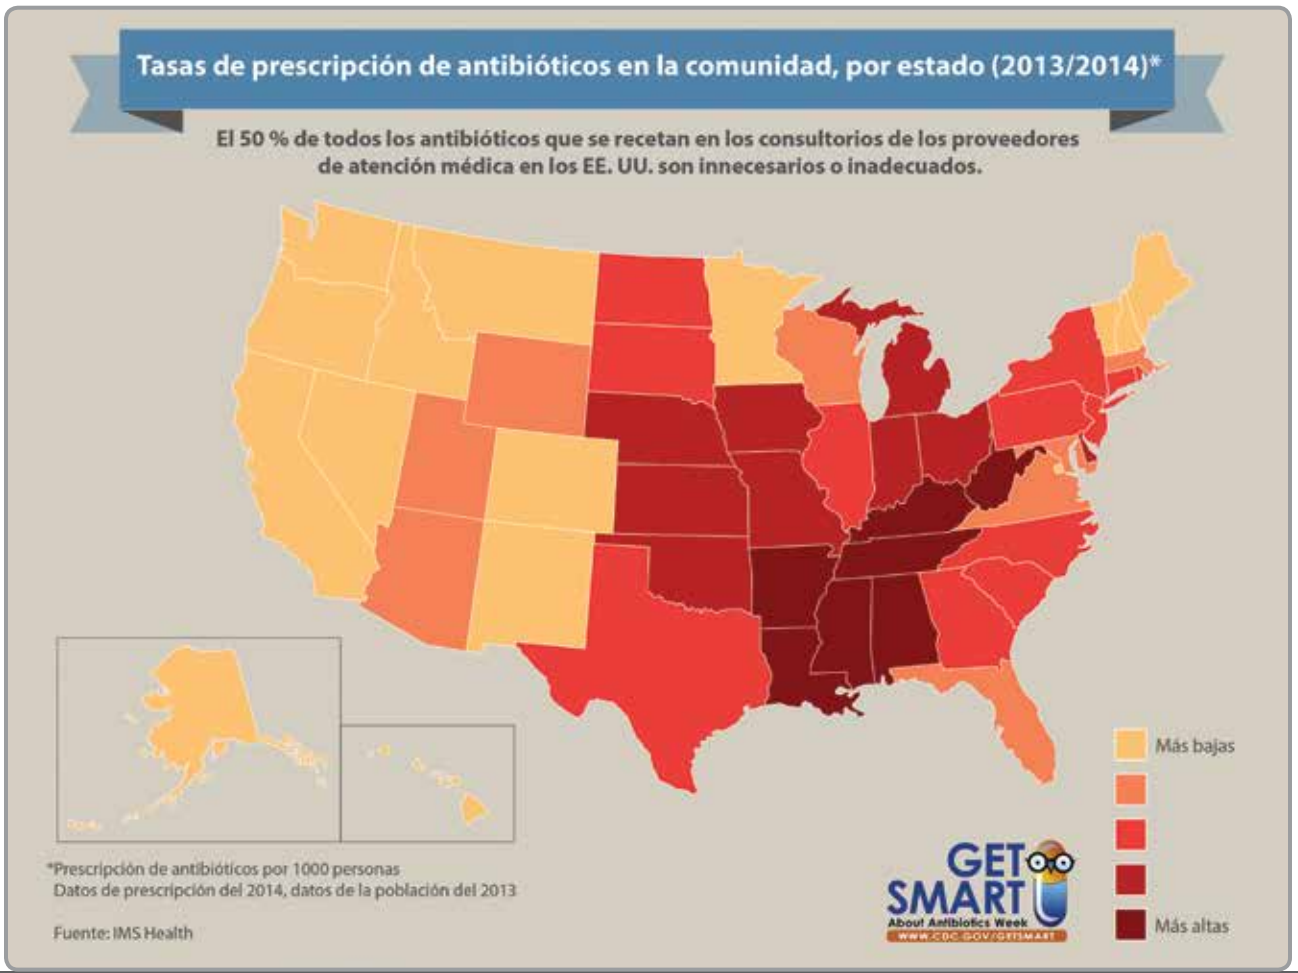 Tasas de prescripción de antibióticos en la comunidad, por estado (2013/2014)*
El 50 % de todos los antibióticos que se recetan en los consultorios de los proveedores
de atención médica en los EE. UU. son innecesarios o inadecuados.
Más bajas
Más altas
*Prescripción de antibióticos por 1000 personas
Datos de prescripción del 2014, datos de la población del 2013
Fuente: IMS Health
GET
SMART
About Antibiotics Week
WWW.CDC.GOV/GETSMART